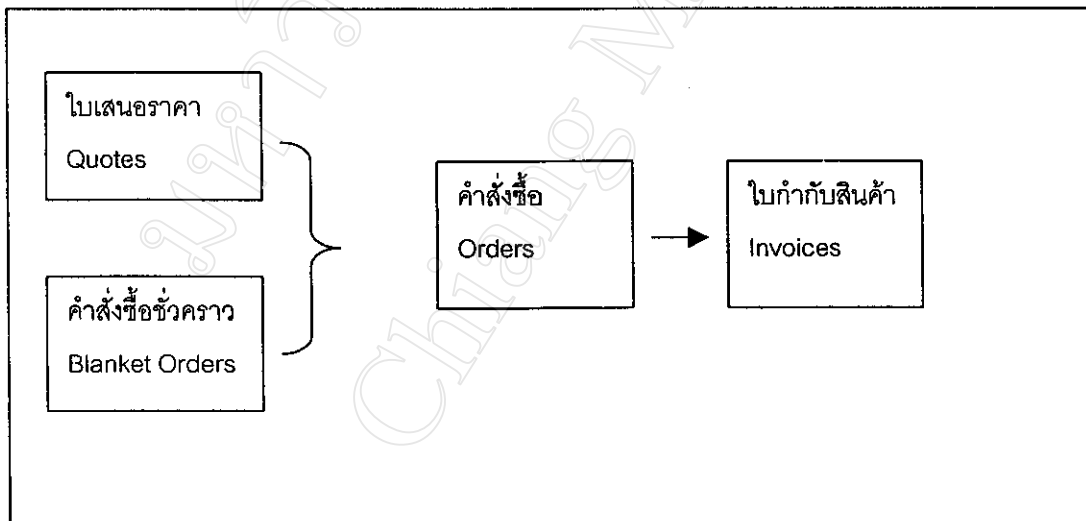 ใบเสนอราคา
Quotes
คำสั่งซื้อชั่วคราว
Blanket Orders
คำสั่งซื้อ
Orders
ใบกำกับสินค้า
Invoices
Chiang